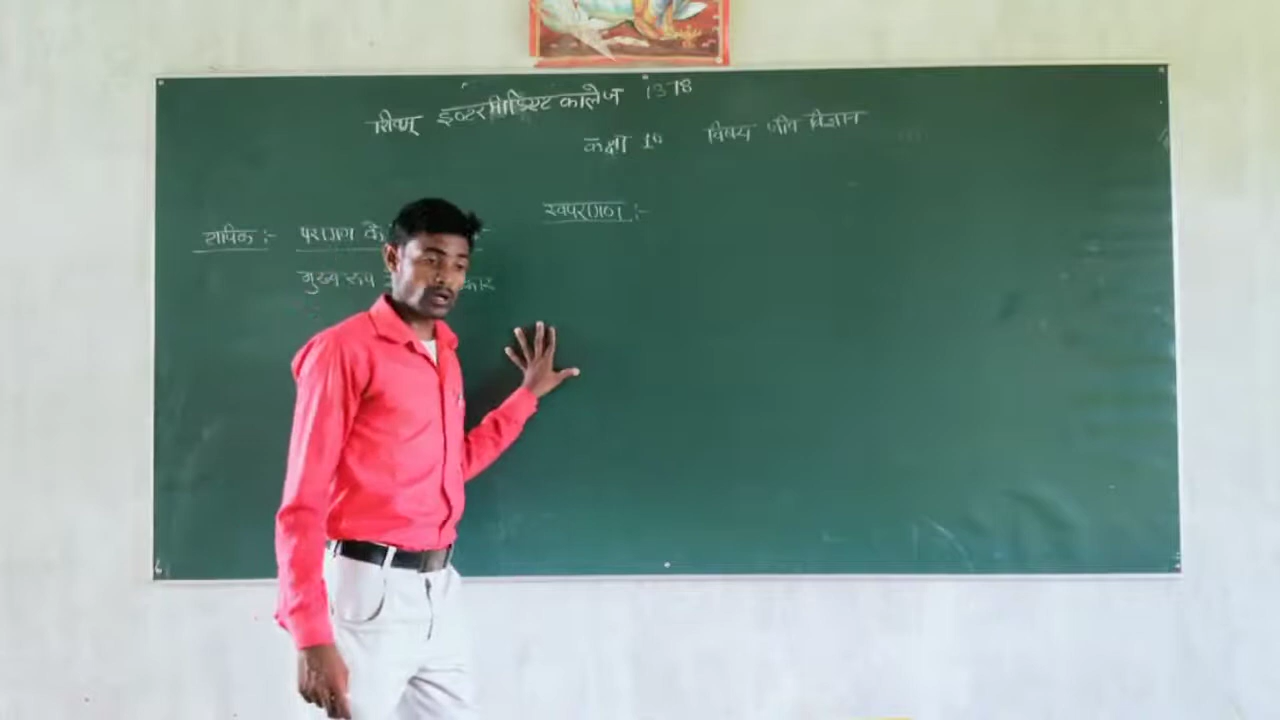 शिवम् इण्टरमीडिएट कालेज 1378
कक्षा 10 विषय जीव विज्ञान
टापिक :- परागण के
स्वपरागण :-
मुख्य रूप कार